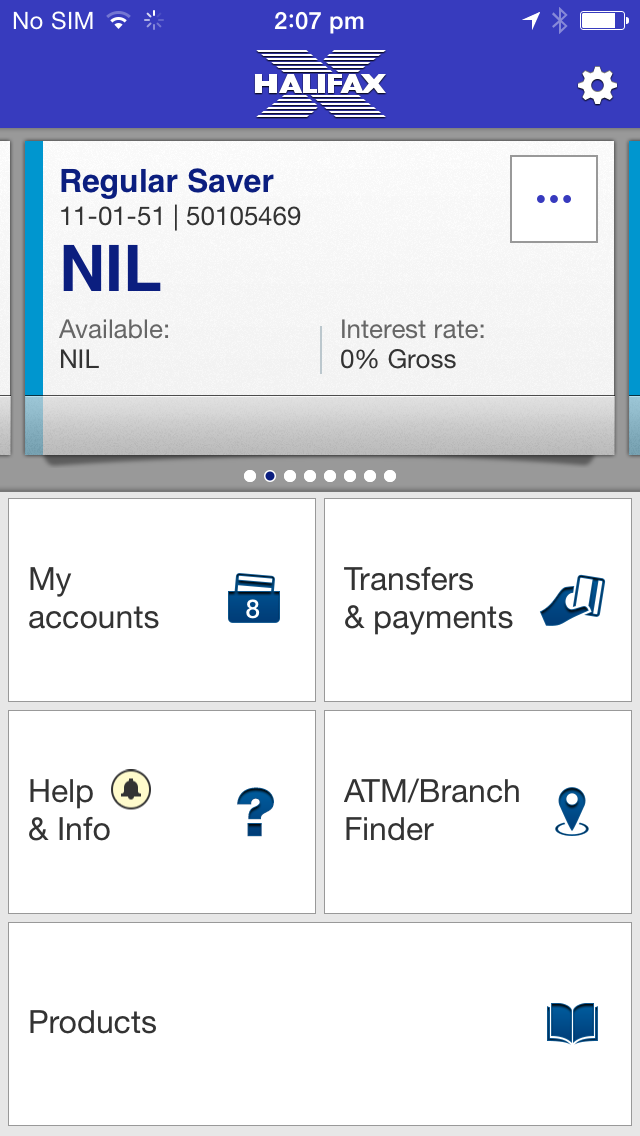 No SIM 2:07 pm
HALIFAX
Regular Saver
11-01-51 | 50105469
NIL
Available:
NIL
Interest rate:
0% Gross
My
accounts
8
Transfers
& payments
Help
& Info
?
ATM/Branch
Finder
Products